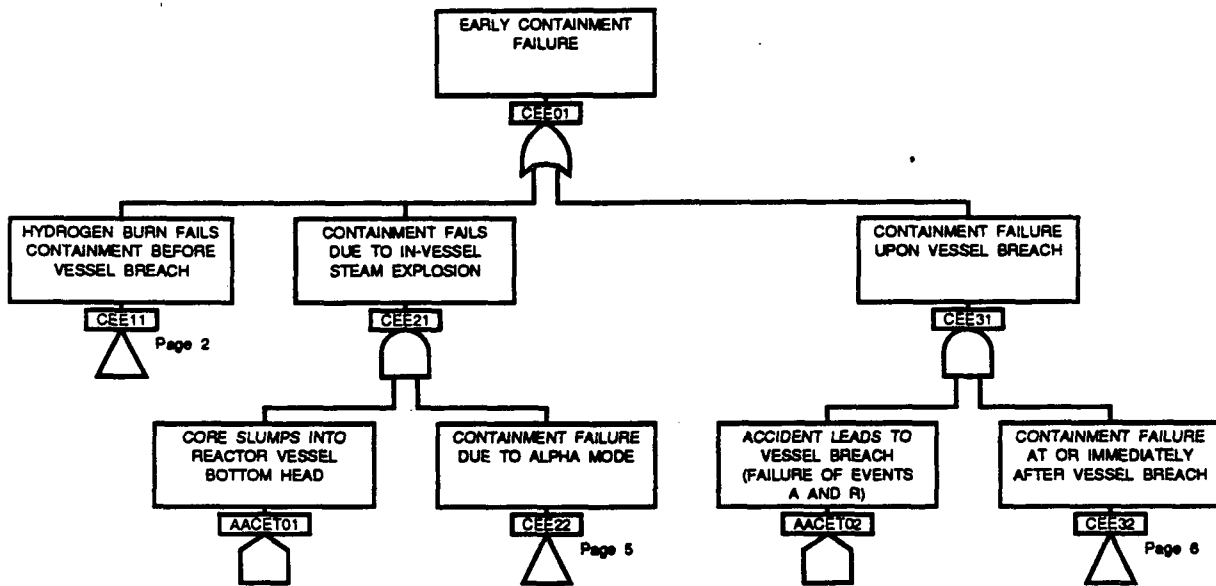 EARLY CONTAINMENT
FAILURE
CEE01
HYDROGEN BURN FAILS
CONTAINMENT BEFORE
VESSEL BREACH
CEE11
Page 2
CONTAINMENT FAILS
DUE TO IN-VESSEL
STEAM EXPLOSION
CEE21
CONTAINMENT FAILURE
UPON VESSEL BREACH
CEE31
CORE SLUMPS INTO
REACTOR VESSEL
BOTTOM HEAD
AACET01
CONTAINMENT FAILURE
DUE TO ALPHA MODE
CEE22
Page 5
ACCIDENT LEADS TO
VESSEL BREACH
(FAILURE OF EVENTS
A AND R)
AACET02
CONTAINMENT FAILURE
AT OR IMMEDIATELY
AFTER VESSEL BREACH
CEE32
Page 6